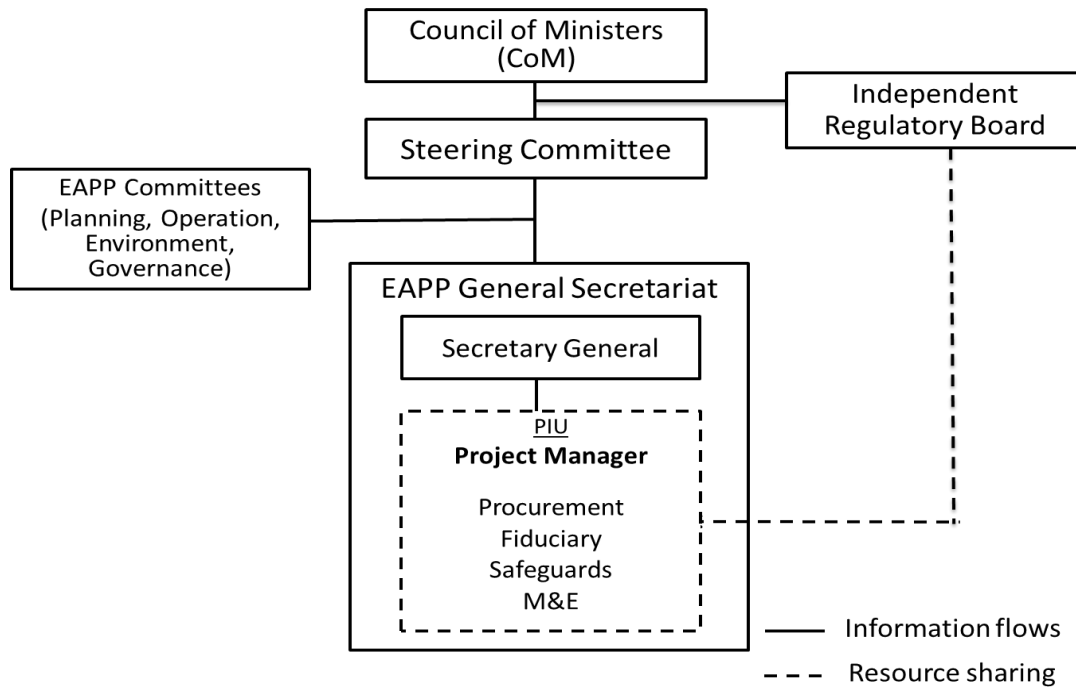 Council of Ministers
(CoM)
Independent
Regulatory Board
Steering Committee
EAPP Committees
(Planning, Operation,
Environment,
Governance)
EAPP General Secretariat
Secretary General
PIU
Project Manager
Procurement
Fiduciary
Safeguards
M&E
Information flows
Resource sharing